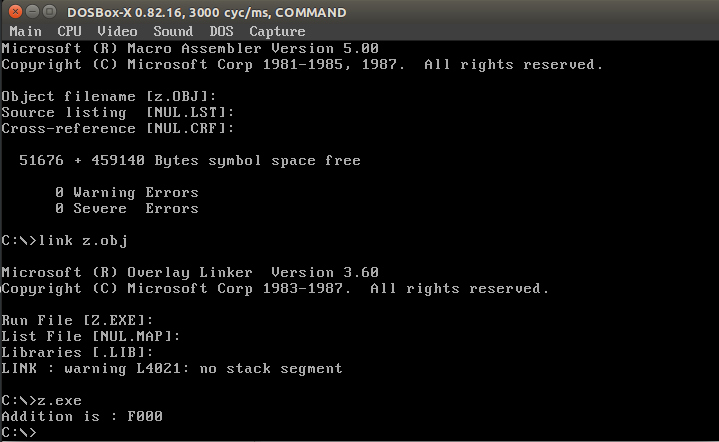 DOSBox-X 0.82.16, 3000 cyc/ms, COMMAND
Main CPU Video Sound DOS Capture
Microsoft (R) Macro Assembler Version 5.00
Copyright (C) Microsoft Corp 1981-1985, 1987.  All rights reserved.
Object filename [z.OBJ]:
Source listing  [NUL.LST]:
Cross-reference [NUL.CRF]:
51676 + 459140 Bytes symbol space free
0 Warning Errors
0 Severe  Errors
C:\>link z.obj
Microsoft (R) Overlay Linker  Version 3.60
Copyright (C) Microsoft Corp 1983-1987.  All rights reserved.
Run File [Z.EXE]:
List File [NUL.MAP]:
Libraries [.LIB]:
LINK : warning L4021: no stack segment
C:\>z.exe
Addition is : F000
C:\>